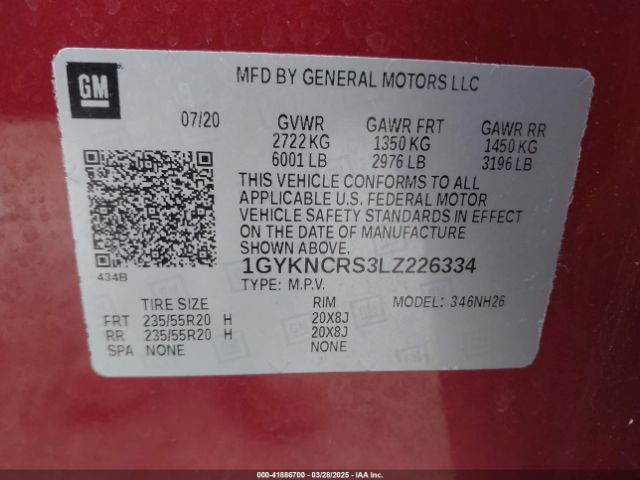 GM
MFD BY GENERAL MOTORS LLC
07/20 GVWR GAWR FRT GAWR RR
2722 KG 1350 KG 1450 KG
6001 LB 2976 LB 3196 LB
THIS VEHICLE CONFORMS TO ALL
APPLICABLE U.S. FEDERAL MOTOR
VEHICLE SAFETY STANDARDS IN EFFECT
ON THE DATE OF MANUFACTURE
SHOWN ABOVE.
434B
1GYKNCRS3LZ226334
TYPE: M.P.V.
TIRE SIZE RIM MODEL: 346NH26
FRT 235/55R20 H 20X8J
RR 235/55R20 H 20X8J
SPA NONE NONE
000-41886700 - 03/28/2025 - IAAI Inc.